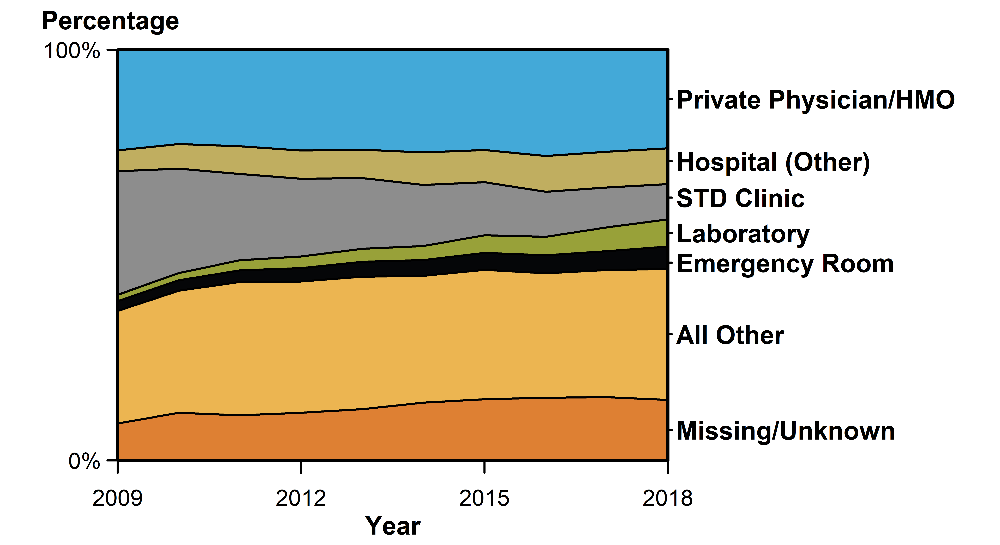 Percentage
100%
Private Physician/HMO
Hospital (Other)
STD Clinic
Laboratory
Emergency Room
All Other
Missing/Unknown
0%
2009 2012 2015 2018
Year